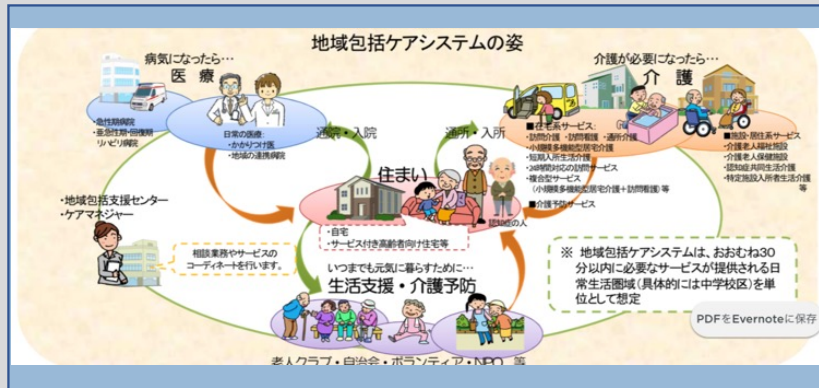 地域包括ケアシステムの姿
病気になったら…
医療
・急性期病院
・亜急性期・回復期
リハビリ病院
日常の医療:
・かかりつけ医
・地域の連携病院
通院・入院
通所・入所
介護が必要になったら…
介護
■在宅系サービス:
・訪問介護 ・訪問看護 ・通所介護
・小規模多機能型居宅介護
・短期入所生活介護
・24時間対応の訪問サービス
・複合型サービス
(小規模多機能型居宅介護+訪問看護)等
■介護予防サービス
■施設・居住系サービス
・介護老人福祉施設
・介護老人保健施設
・認知症共同生活介護
・特定施設入所者生活介護
等
住まい
認知症の人
・自宅
・サービス付き高齢者向け住宅等
・地域包括支援センター
・ケアマネジャー
相談業務やサービスの
コーディネートを行います。
いつまでも元気に暮らすために…
生活支援・介護予防
老人クラブ・自治会・ボランティア・NPO 等
※ 地域包括ケアシステムは、おおむね30
分以内に必要なサービスが提供される日
常生活圏域(具体的には中学校区)を単
位として想定
PDFをEvernoteに保存